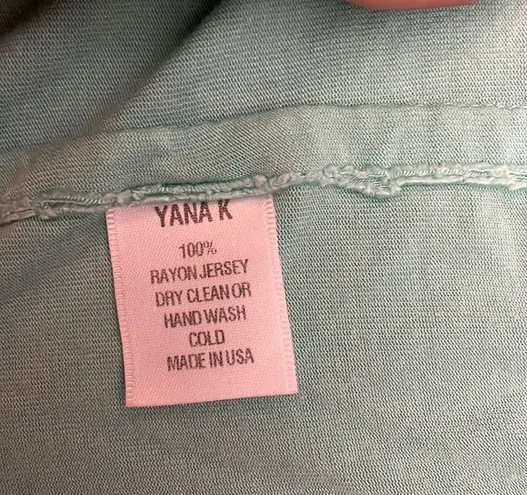 YANA K
100%
RAYON JERSEY
DRY CLEAN OR
HAND WASH
COLD
MADE IN USA